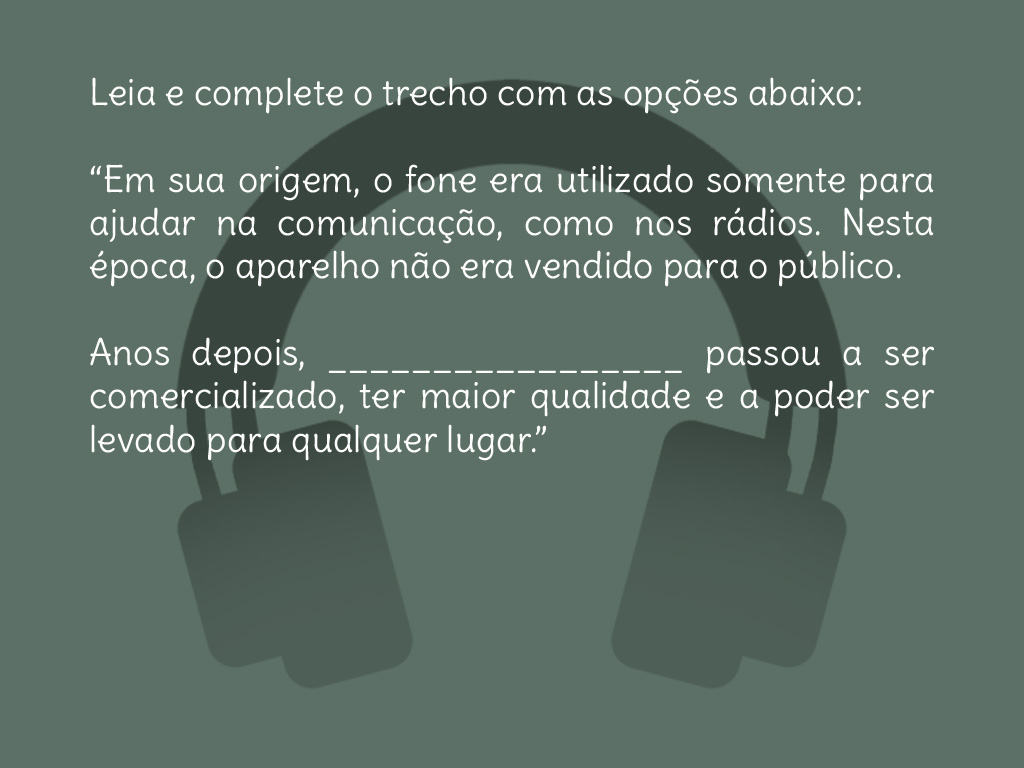 Leia e complete o trecho com as opções abaixo:
“Em sua origem, o fone era utilizado somente para
ajudar na comunicação, como nos rádios. Nesta
época, o aparelho não era vendido para o público.
Anos depois, _________________ passou a ser
comercializado, ter maior qualidade e a poder ser
levado para qualquer lugar.”